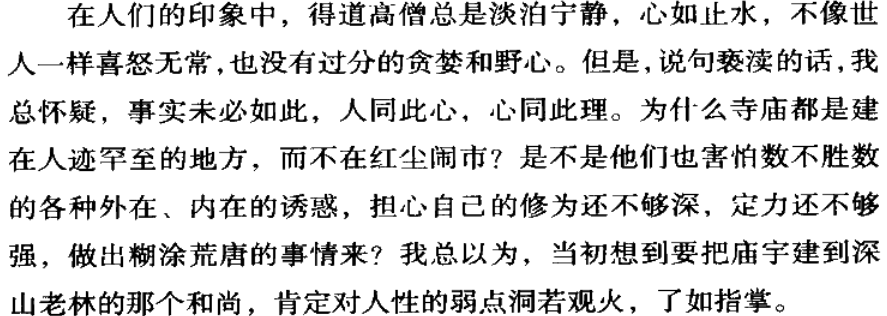 在人们的印象中，得道高僧总是淡泊宁静，心如止水，不像世
人一样喜怒无常，也没有过分的贪婪和野心。但是，说句亵渎的话，我
总怀疑，事实未必如此，人同此心，心同此理。为什么寺庙都是建
在人迹罕至的地方，而不在红尘闹市？是不是他们也害怕数不胜数
的各种外在、内在的诱惑，担心自己的修为还不够深，定力还不够
强，做出糊涂荒唐的事情来？我总以为，当初想到要把庙宇建到深
山老林的那个和尚，肯定对人性的弱点洞若观火，了如指掌。